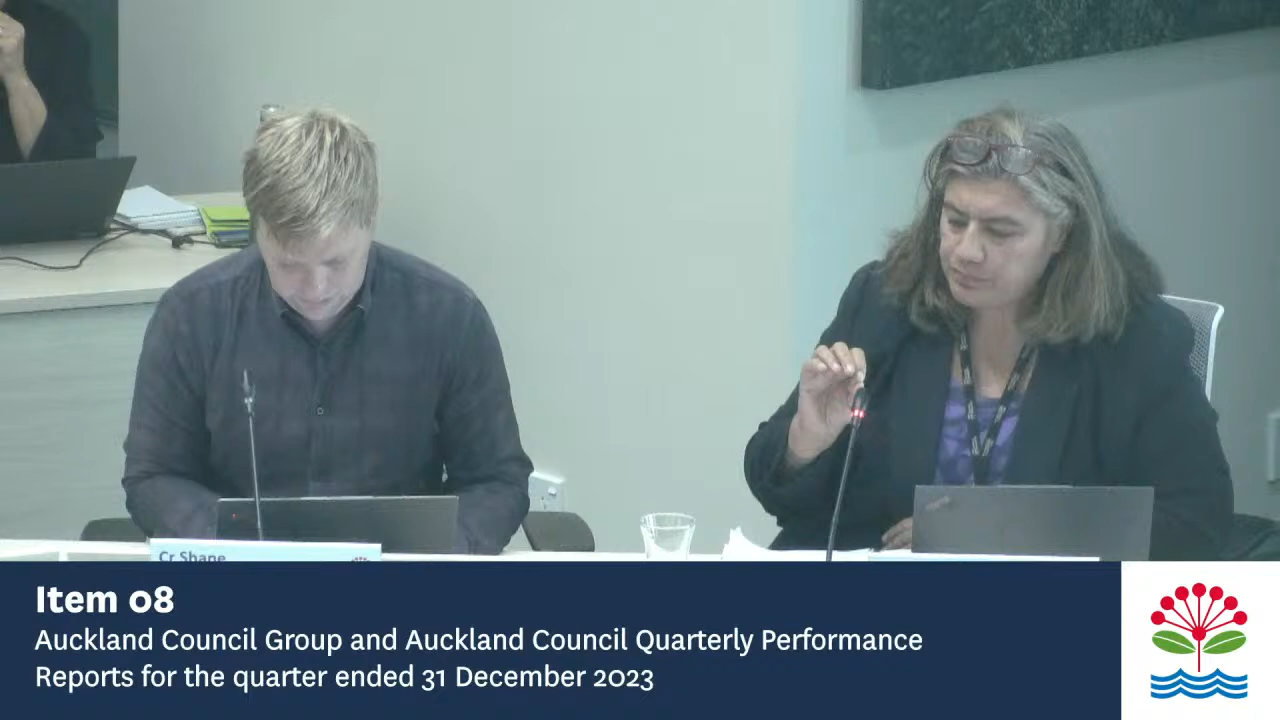 Cr Shane
Item 08
Auckland Council Group and Auckland Council Quarterly Performance
Reports for the quarter ended 31 December 2023